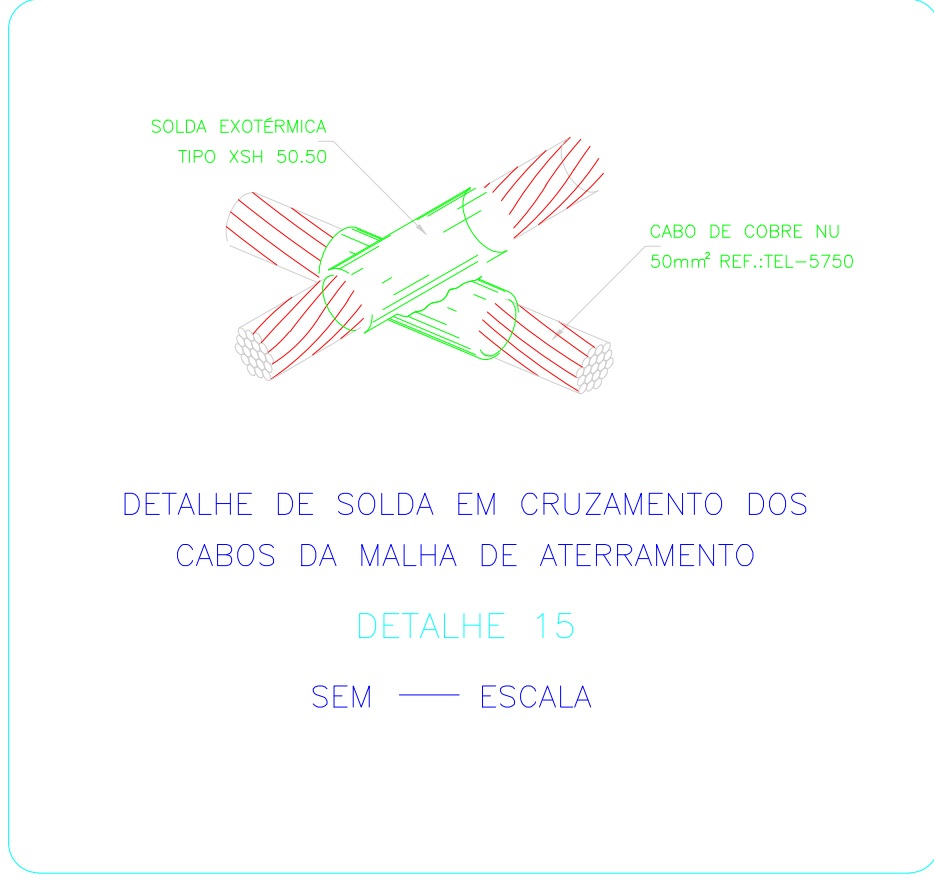 SOLDA EXOTÉRMICA
TIPO XSH 50.50
CABO DE COBRE NU
50mm² REF.:TEL-5750
DETALHE DE SOLDA EM CRUZAMENTO DOS
CABOS DA MALHA DE ATERRAMENTO
DETALHE 15
SEM — ESCALA